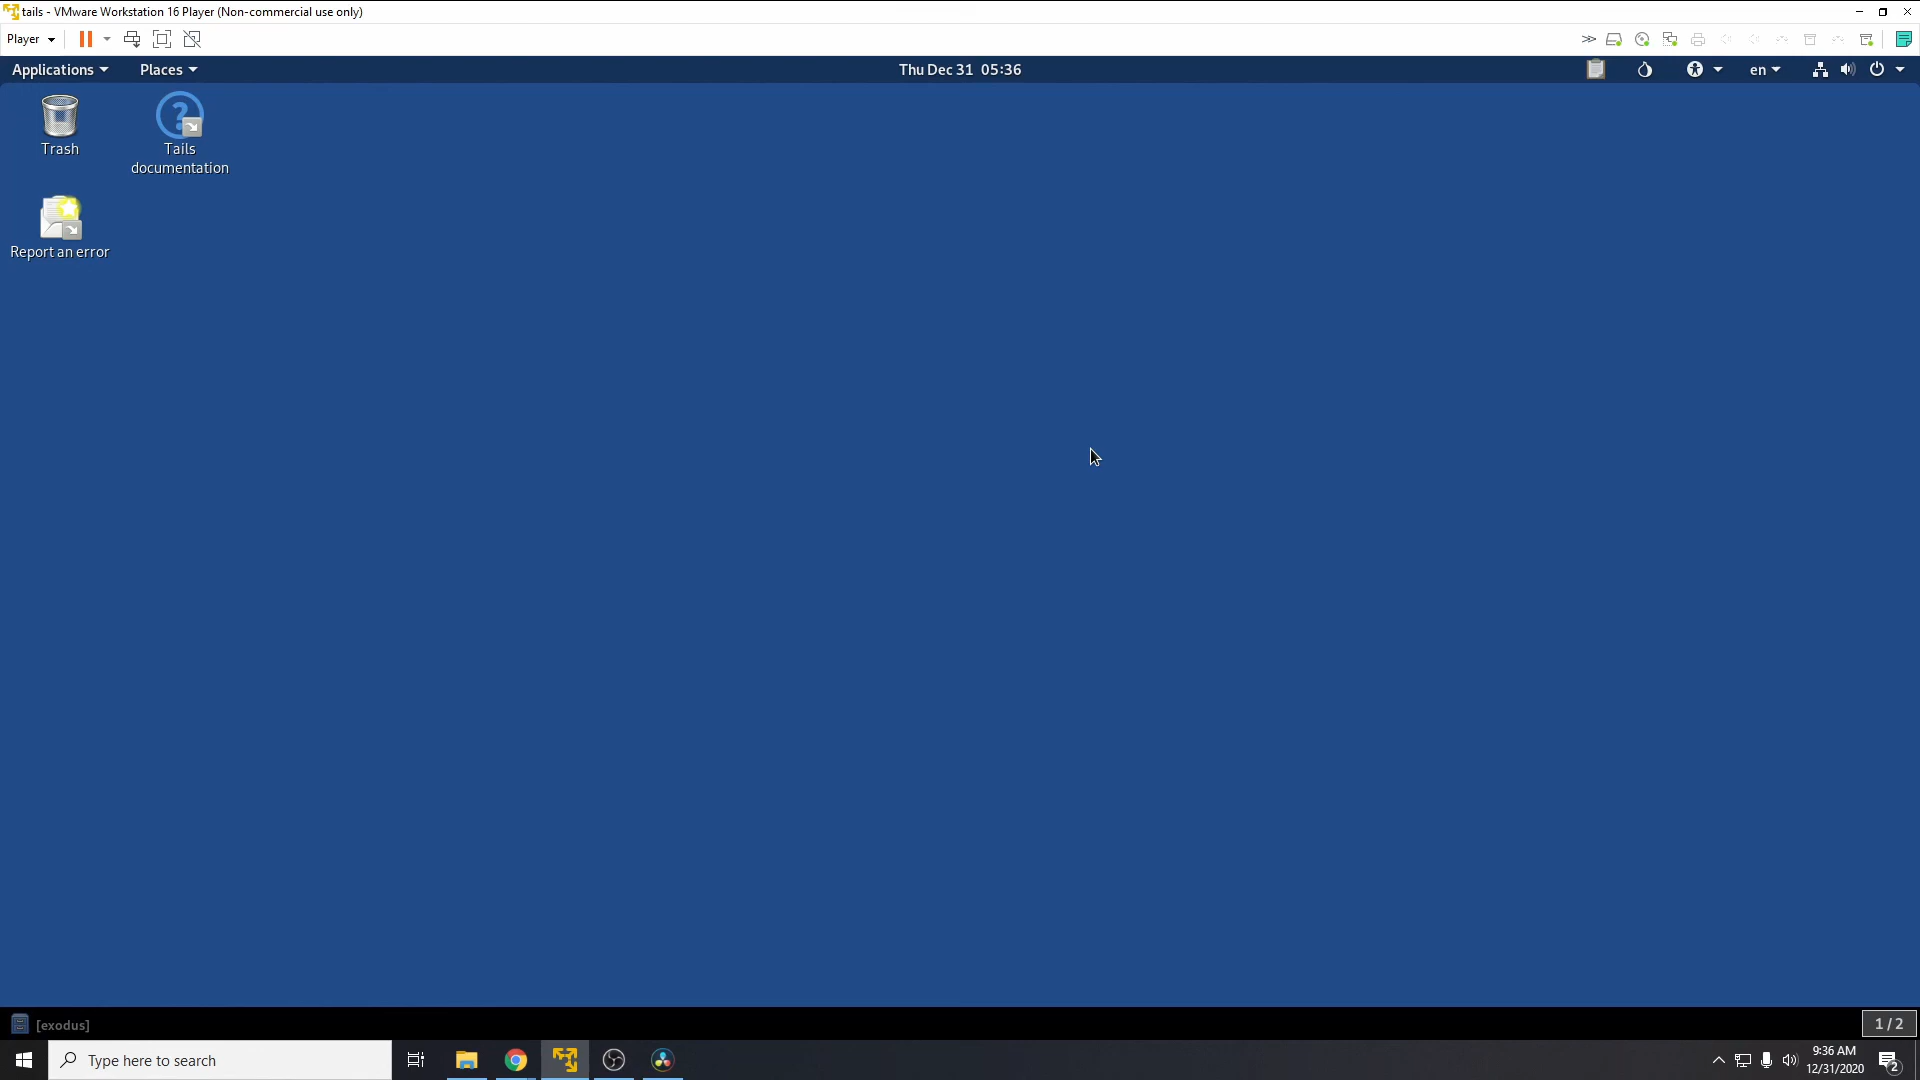 tails - VMware Workstation 16 Player (Non-commercial use only)
Player
Applications Places Thu Dec 31 05:36 en
Trash
Tails
documentation
Report an error
[exodus]
1 / 2
Type here to search
9:36 AM
12/31/2020
2